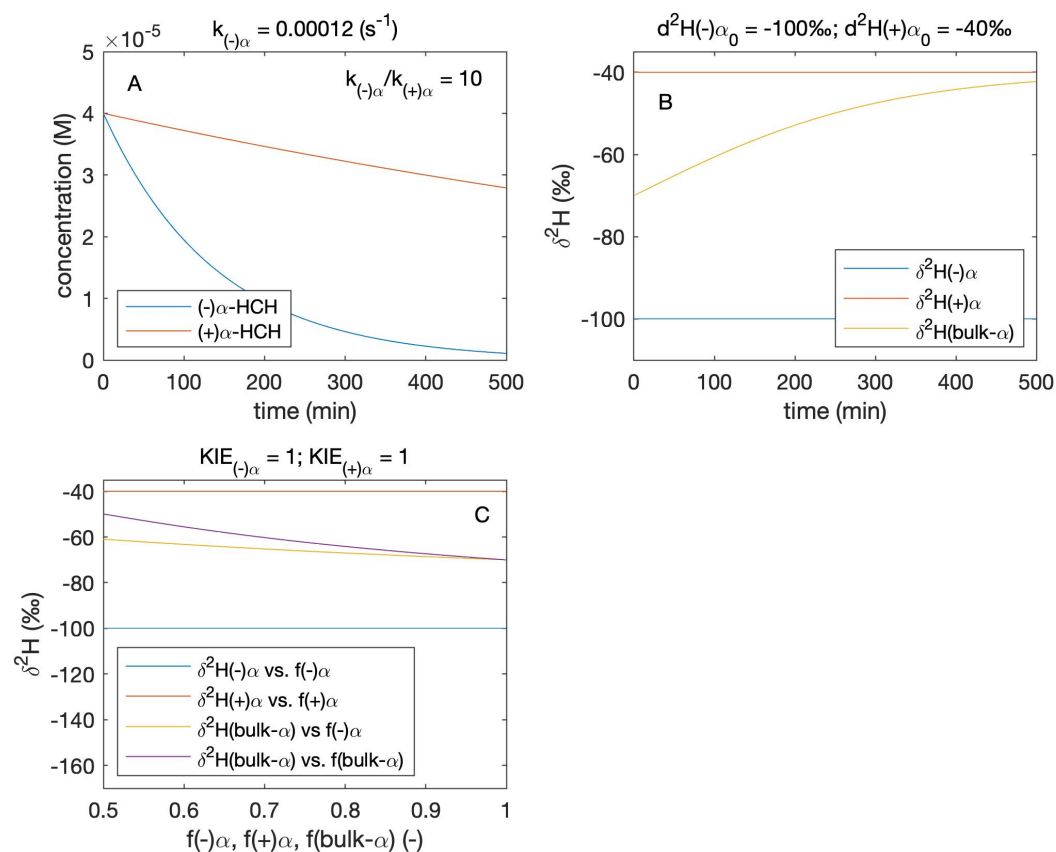 k(-)α = 0.00012 (s⁻¹)
×10⁻⁵
A
k(-)α/k(+)α = 10
5
4
3
2
1
0
concentration (M)
(-)α-HCH
(+)α-HCH
0 100 200 300 400 500
time (min)
d²H(-)α₀ = -100‰; d²H(+)α₀ = -40‰
B
-40
-60
-80
-100
δ²H (‰)
δ²H(-)α
δ²H(+)α
δ²H(bulk-α)
0 100 200 300 400 500
time (min)
KIE(-)α = 1; KIE(+)α = 1
C
-40
-60
-80
-100
-120
-140
-160
δ²H (‰)
δ²H(-)α vs. f(-)α
δ²H(+)α vs. f(+)α
δ²H(bulk-α) vs f(-)α
δ²H(bulk-α) vs. f(bulk-α)
0.5 0.6 0.7 0.8 0.9 1
f(-)α, f(+)α, f(bulk-α) (-)